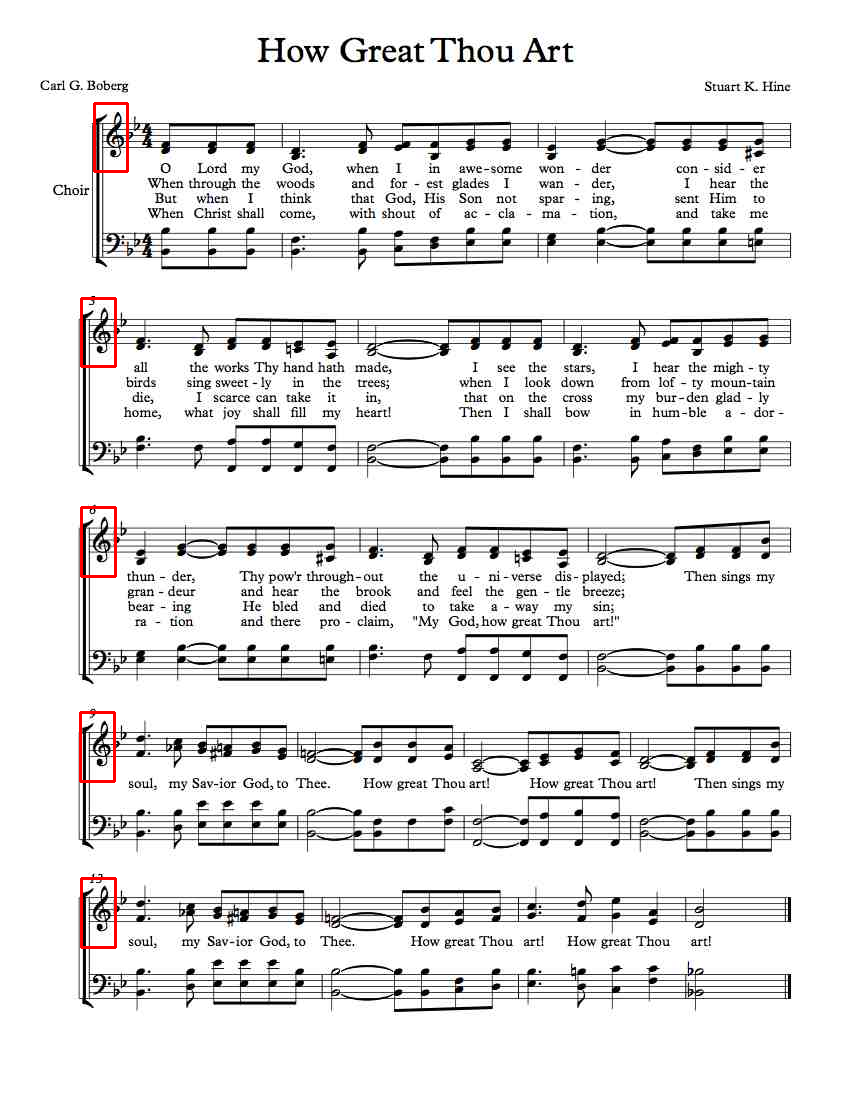 How Great Thou Art
Carl G. Boberg
Stuart K. Hine
Choir
O Lord my God, when I in awe-some won - der con - sid - er
When through the woods and for - est glades I wan - der, I hear the
But when I think that God, His Son not spar - ing, sent Him to
When Christ shall come, with shout of ac - cla - ma - tion, and take me
3
all the works Thy hand hath made, I see the stars, I hear the might - ty
birds sing sweet - ly in the trees; when I look down from lof - ty moun-tain
die, I scarce can take it in, that on the cross my bur-den glad - ly
home, what joy shall fill my heart! Then I shall bow in hum-ble a - dor -
6
thun - der, Thy pow'r through-out the u - ni-verse dis-played; Then sings my
gran - deur and hear the brook and feel the gen - tle breeze;
bear - ing He bled and died to take a - way my sin;
ra - tion and there pro - claim, "My God, how great Thou art!"
9
soul, my Sav-ior God, to Thee. How great Thou art! How great Thou art! Then sings my
13
soul, my Sav-ior God, to Thee. How great Thou art! How great Thou art!